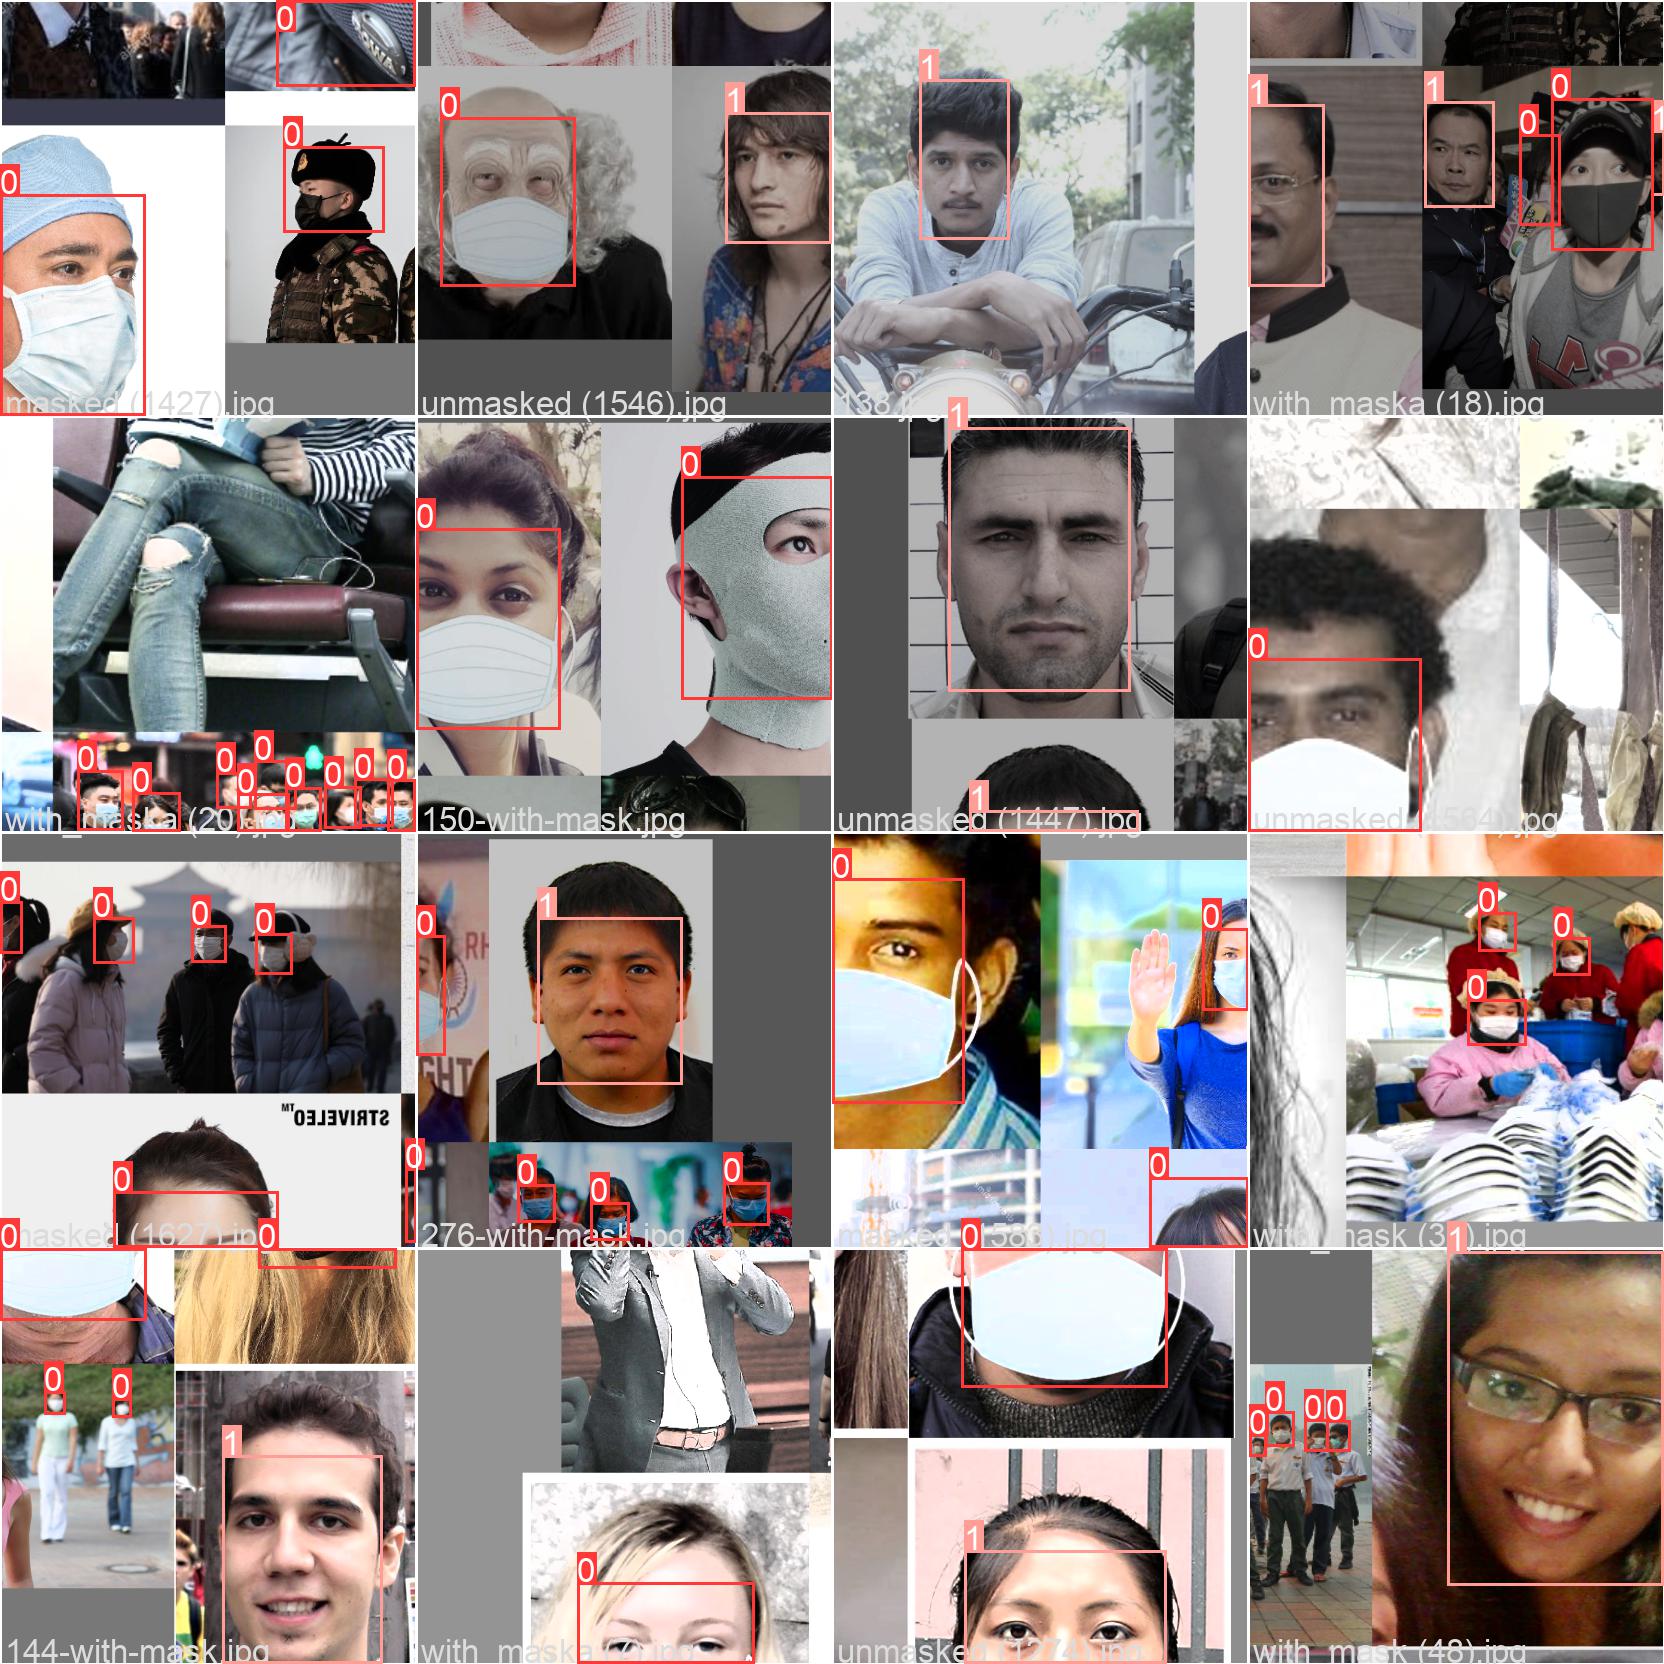 0
OWA
0
0
masked (1427).jpg
0
1
unmasked (1546).jpg
1
138.jpg
1
1
0
0
1
with_maska (18).jpg
0
0
0
0
0
0
0
0
0
with_maska (20).jpg
0
0
150-with-mask.jpg
1
1
unmasked (1447).jpg
0
unmasked (1564).jpg
0
0
0
0
STRIVELEO™
0
masked (1627).jpg
0
RH
1
GHT
0
0
0
0
276-with-mask.jpg
0
0
0
with_mask (3
0
0
0
0
0
0
0
144-with-mask.jpg
1
0
with_maska (7).jpg
0
1
unmasked (1274).jpg
0
0
0
0
1
with_mask (48).jpg